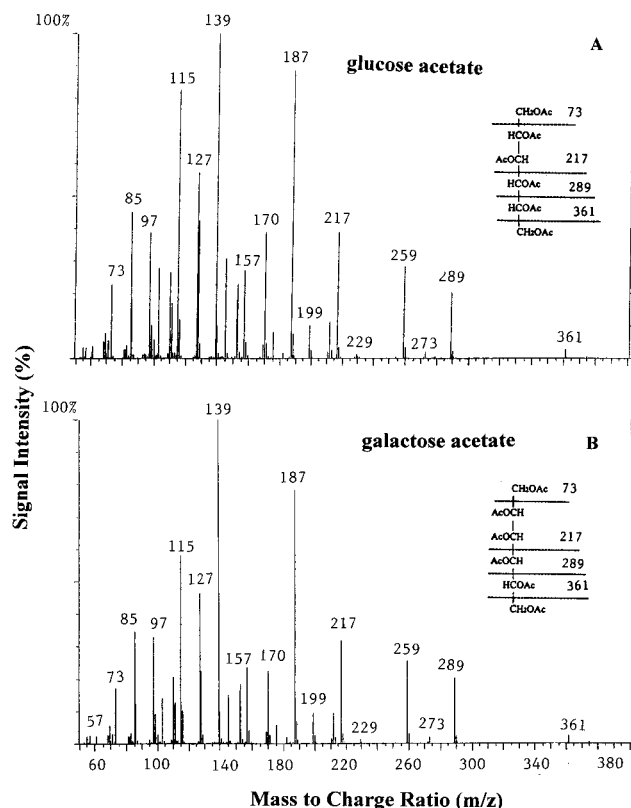 100%
139
A
187
glucose acetate
115
CH2OAc 73
HCOAc
AcOCH 217
HCOAc 289
HCOAc 361
CH2OAc
127
85
97
170
217
73
157
259
289
199
229
273
361
Signal Intensity (%)
100%
139
B
galactose acetate
187
CH2OAc 73
AcOCH
AcOCH 217
AcOCH 289
HCOAc 361
CH2OAc
115
127
85
97
217
157
170
259
289
73
57
199
229
273
361
60 100 140 180 220 260 300 340 380
Mass to Charge Ratio (m/z)